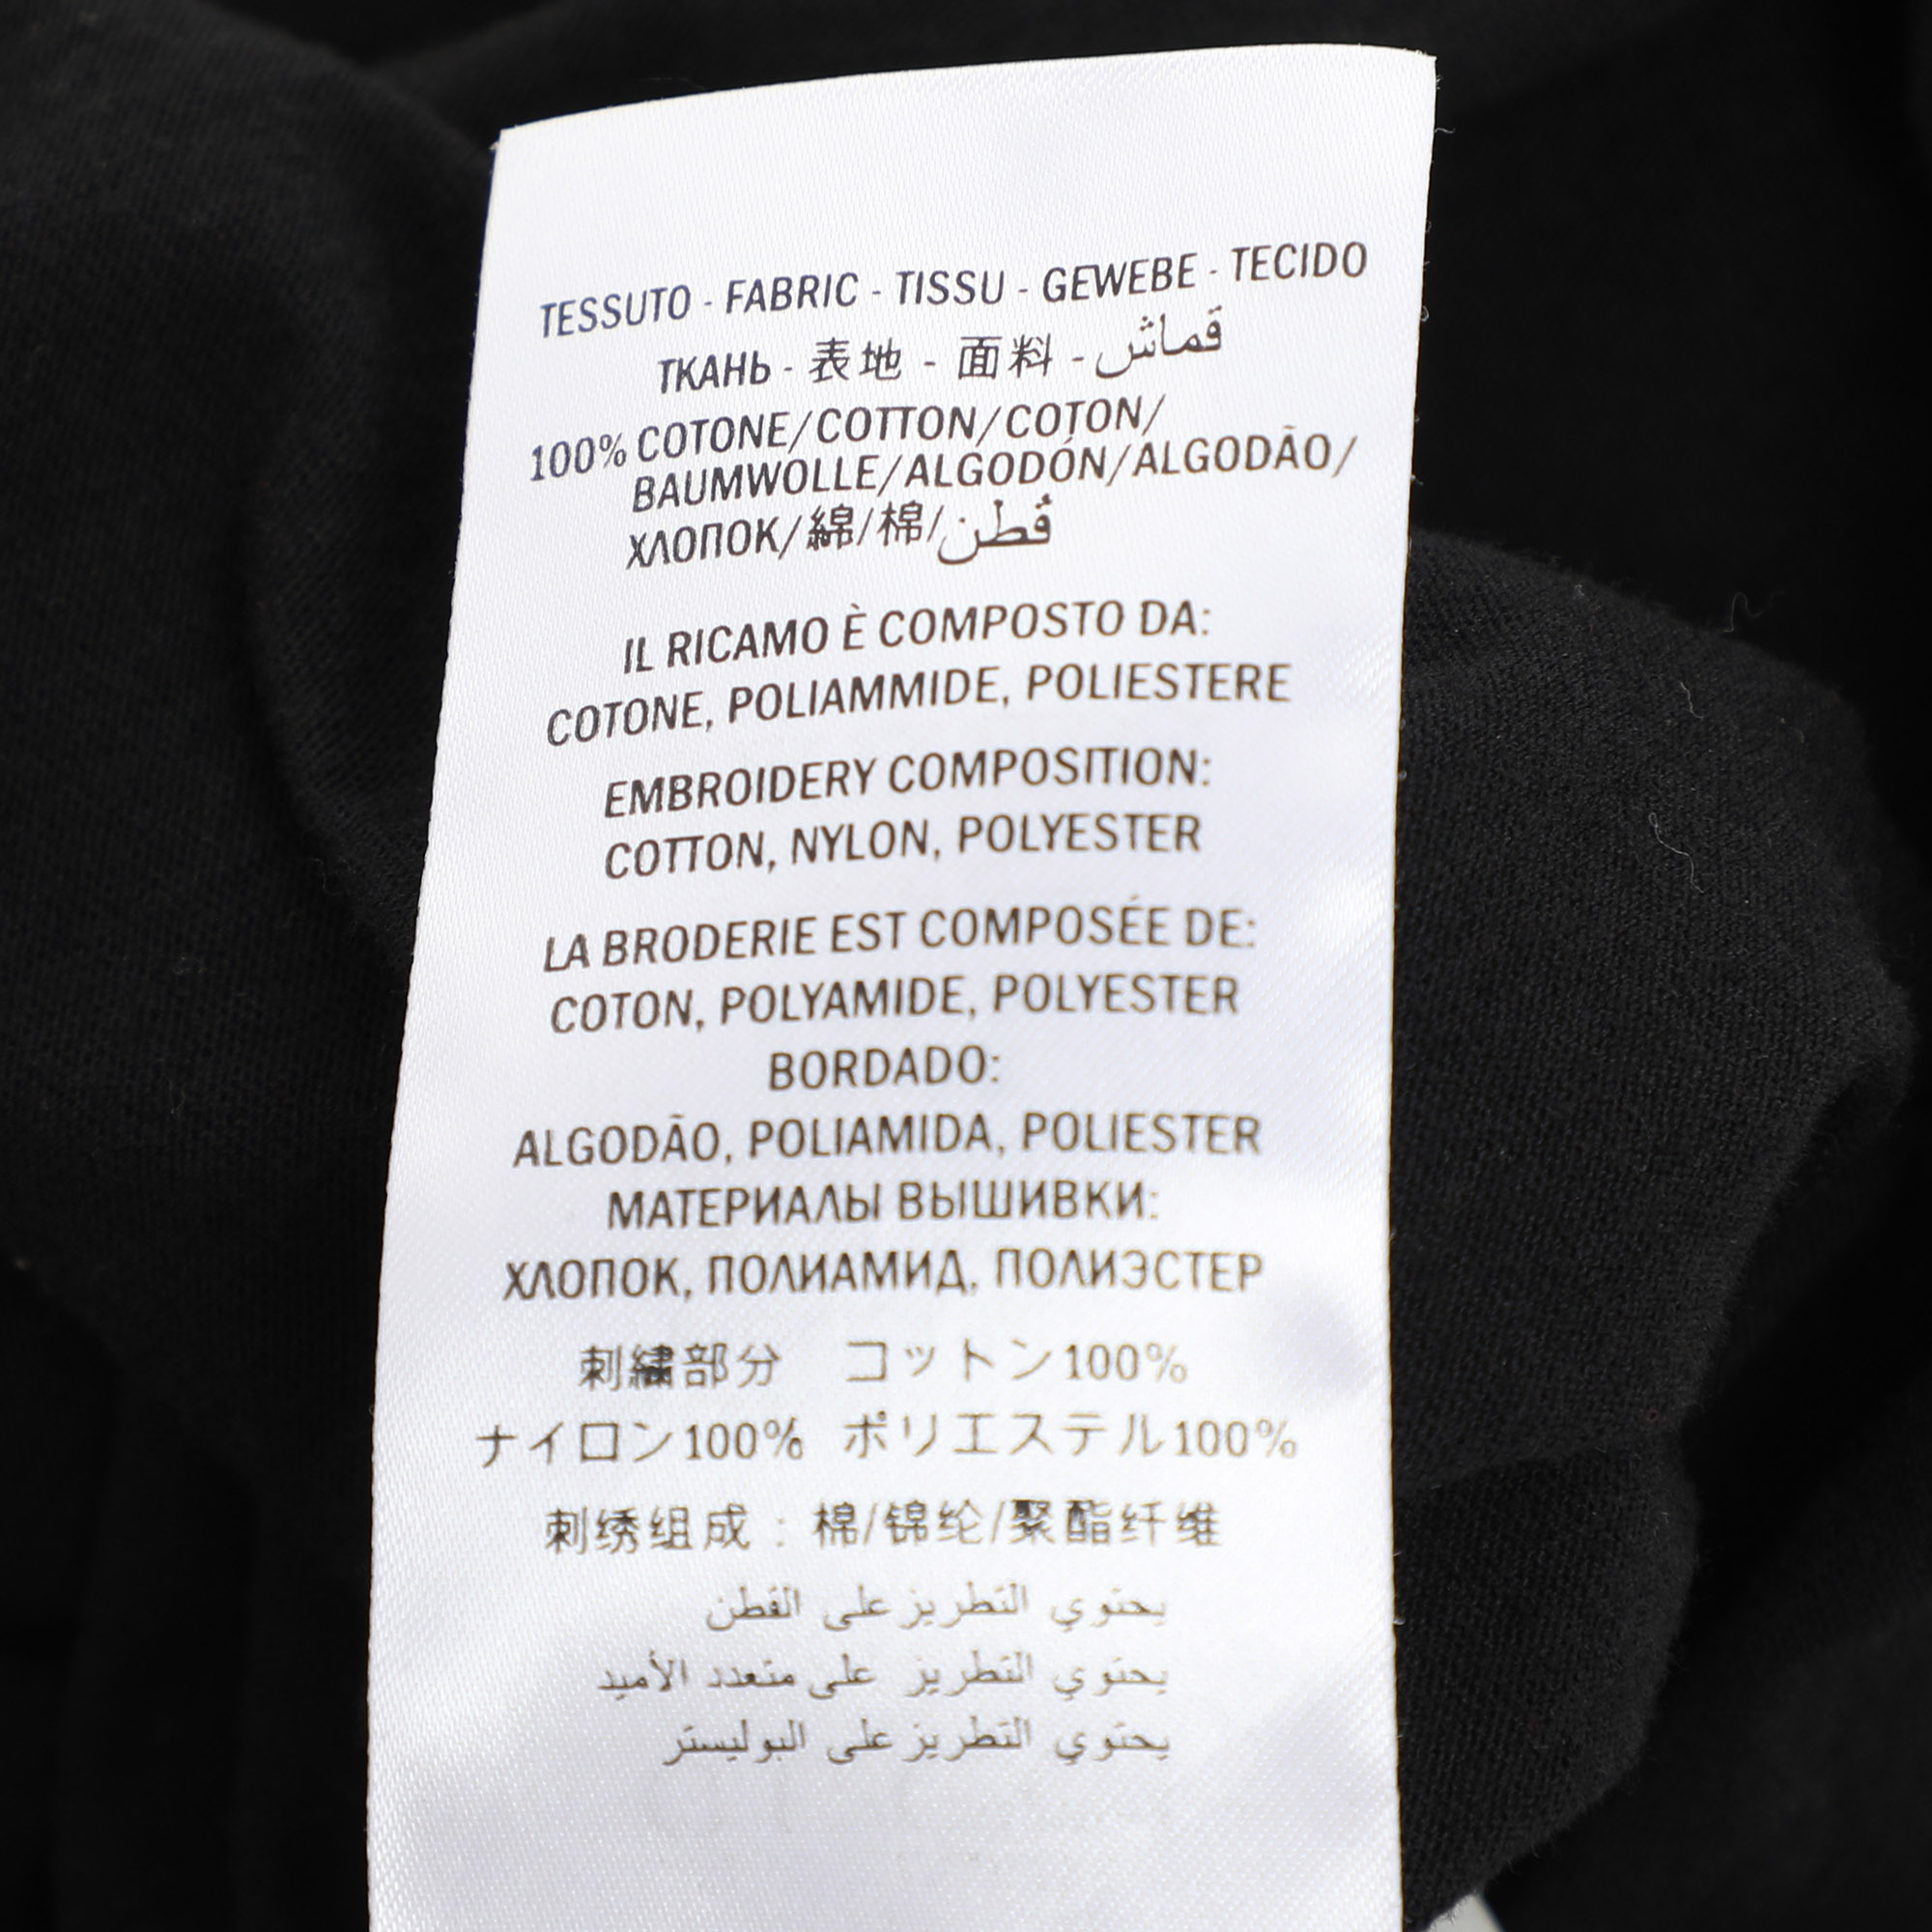 TESSUTO - FABRIC - TISSU - GEWEBE - TECIDO
ТКАНЬ - 表地 - 面料 - قماش
100% COTONE/COTTON/COTON/
BAUMWOLLE/ALGODÓN/ALGODÃO/
ХЛОПОК/綿/棉/قطن
IL RICAMO È COMPOSTO DA:
COTONE, POLIAMMIDE, POLIESTERE
EMBROIDERY COMPOSITION:
COTTON, NYLON, POLYESTER
LA BRODERIE EST COMPOSÉE DE:
COTON, POLYAMIDE, POLYESTER
BORDADO:
ALGODÃO, POLIAMIDA, POLIESTER
МАТЕРИАЛЫ ВЫШИВКИ:
ХЛОПОК, ПОЛИАМИД, ПОЛИЭСТЕР
刺繍部分 コットン100%
ナイロン100% ポリエステル100%
刺绣组成：棉/锦纶/聚酯纤维
يحتوي التطريز على القطن
يحتوي التطريز على متعدد الأميد
يحتوي التطريز على البوليستر